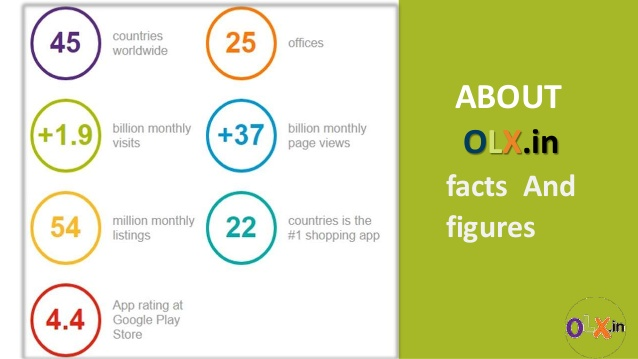 45
countries
worldwide
25
offices
+1.9
billion monthly
visits
+37
billion monthly
page views
54
million monthly
listings
22
countries is the
#1 shopping app
4.4
App rating at
Google Play
Store
ABOUT
OLX.in
facts And
figures
OLX.in